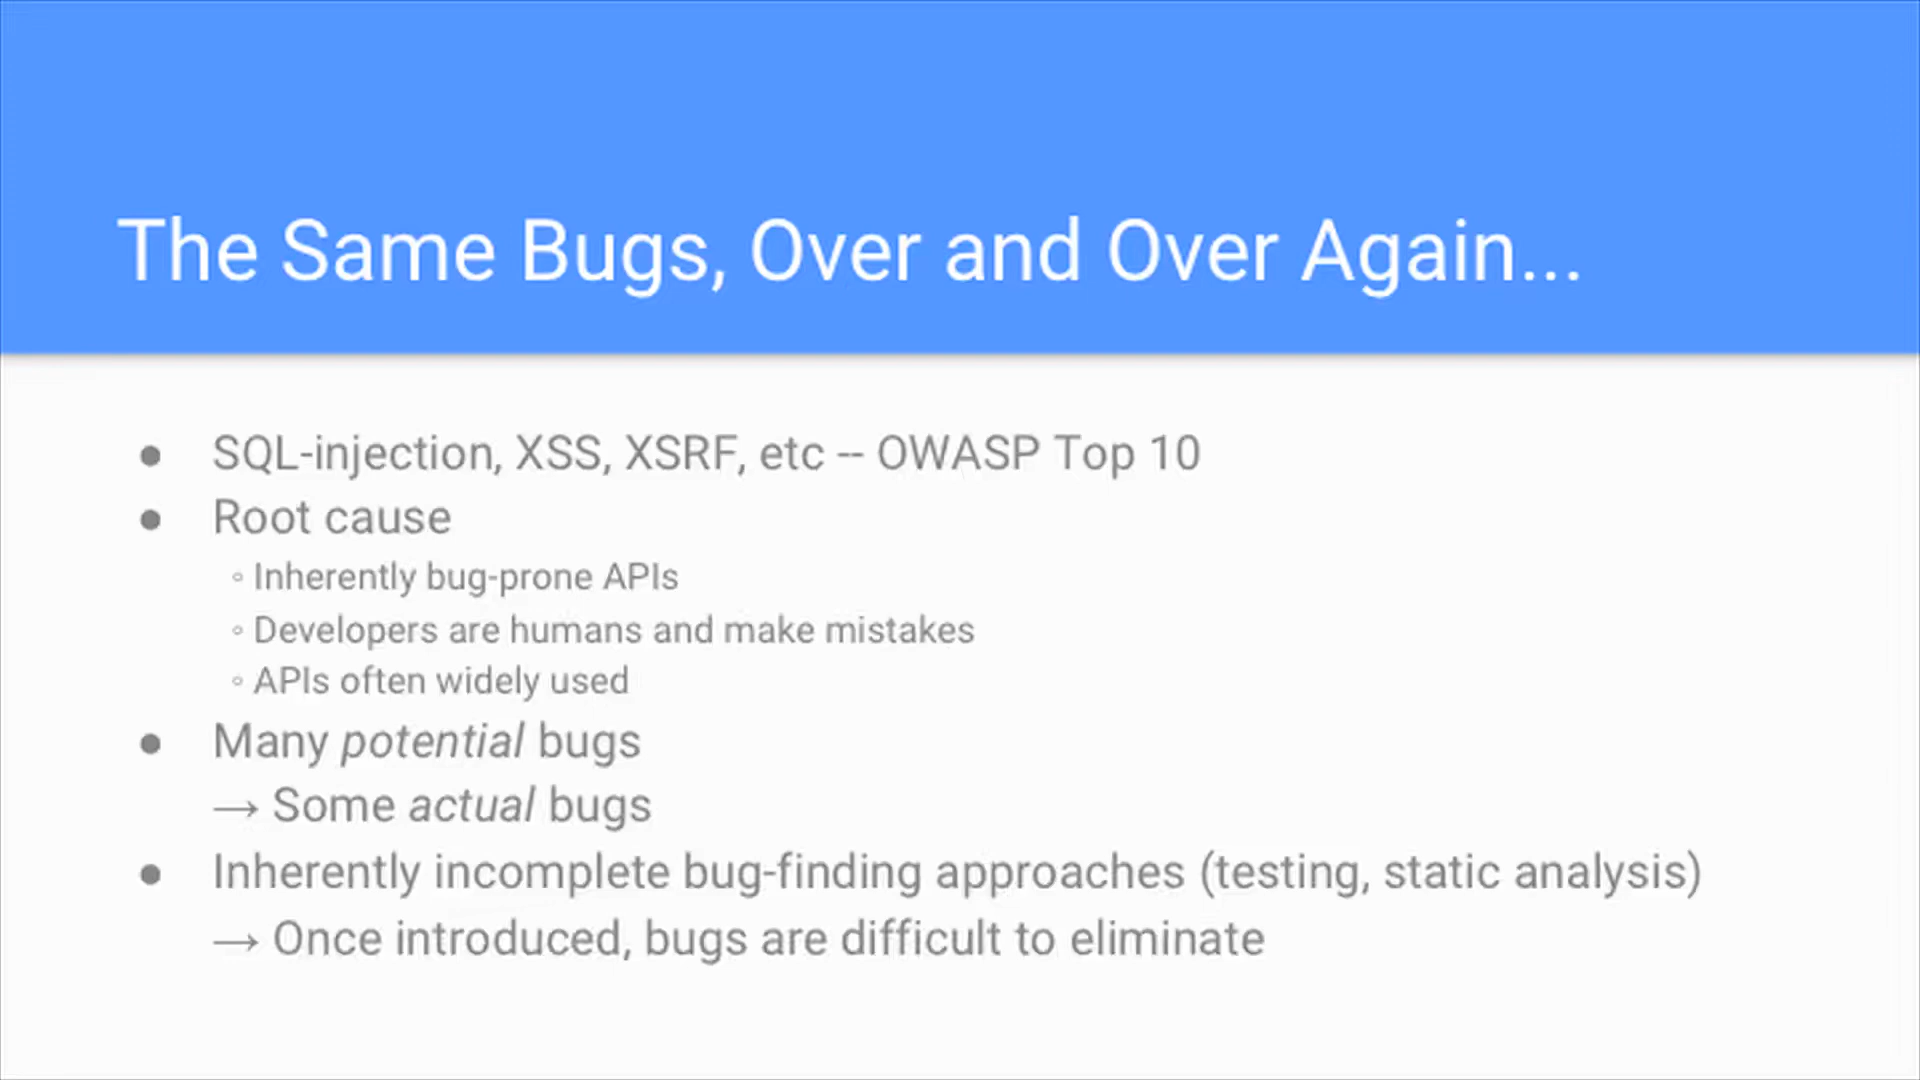 The Same Bugs, Over and Over Again...
● SQL-injection, XSS, XSRF, etc -- OWASP Top 10
● Root cause
◦ Inherently bug-prone APIs
◦ Developers are humans and make mistakes
◦ APIs often widely used
● Many potential bugs
→ Some actual bugs
● Inherently incomplete bug-finding approaches (testing, static analysis)
→ Once introduced, bugs are difficult to eliminate